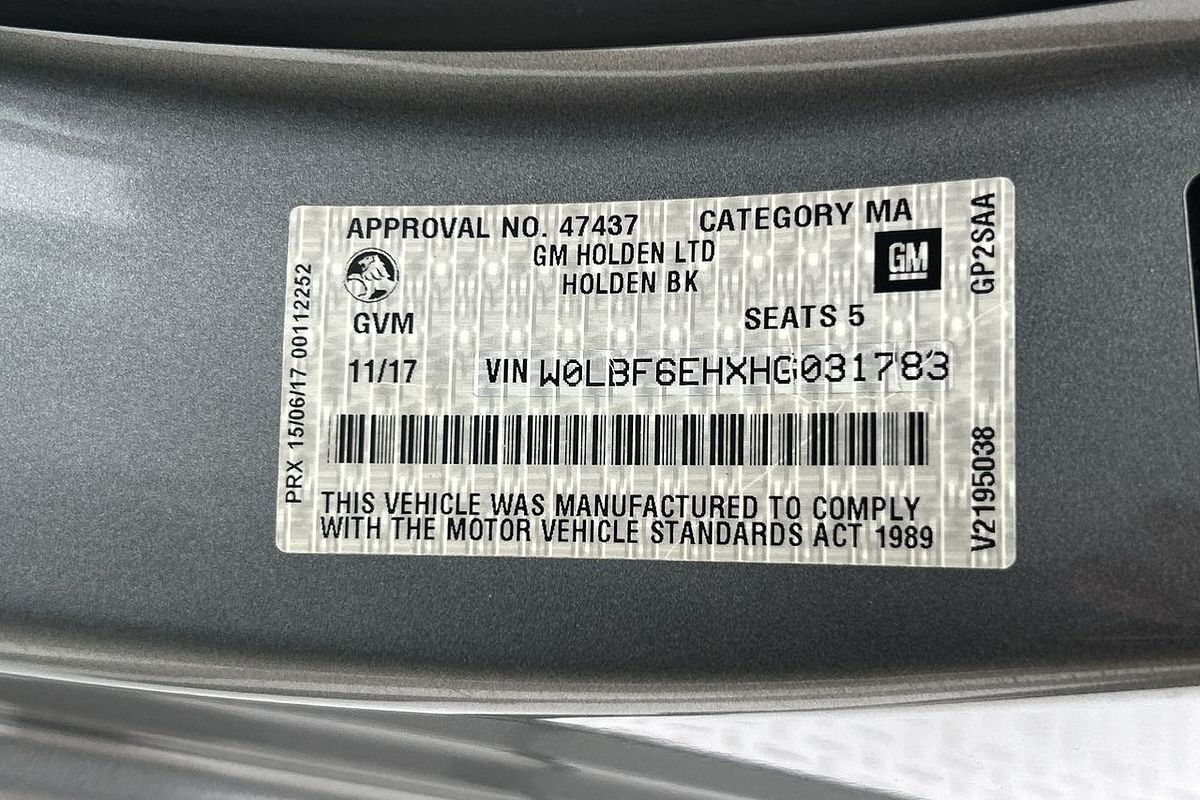 APPROVAL NO. 47437 CATEGORY MA
GM HOLDEN LTD
HOLDEN BK
GM
GVM
SEATS 5
11/17 VIN W0LBF6EHXHG031783
THIS VEHICLE WAS MANUFACTURED TO COMPLY
WITH THE MOTOR VEHICLE STANDARDS ACT 1989
PRX 15/06/17 00112252
GP2SAA
V2195038